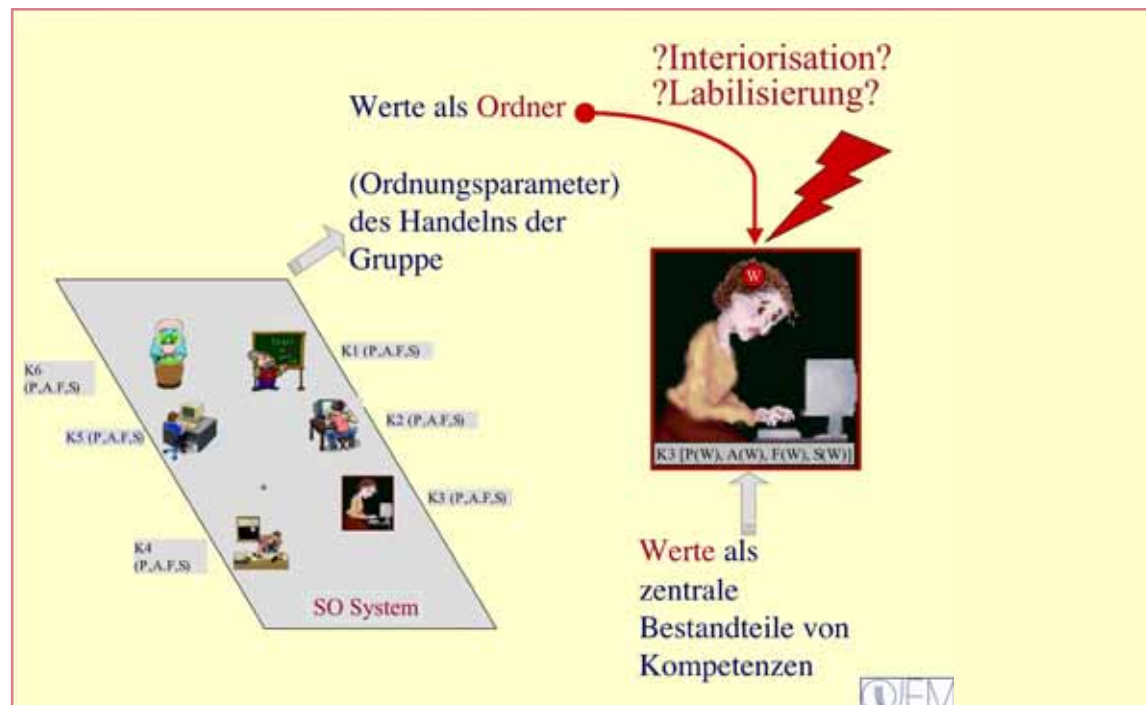 ?Interiorisation?
?Labilisierung?
Werte als Ordner
(Ordnungsparameter)
des Handelns der
Gruppe
W
K1 (P,A.F,S)
K6
(P,A.F,S)
K2 (P,A.F,S)
K5 (P,A.F,S)
K3 (P,A.F,S)
K4
(P,A.F,S)
SO System
K3 [P(W), A(W), F(W), S(W)]
Werte als
zentrale
Bestandteile von
Kompetenzen